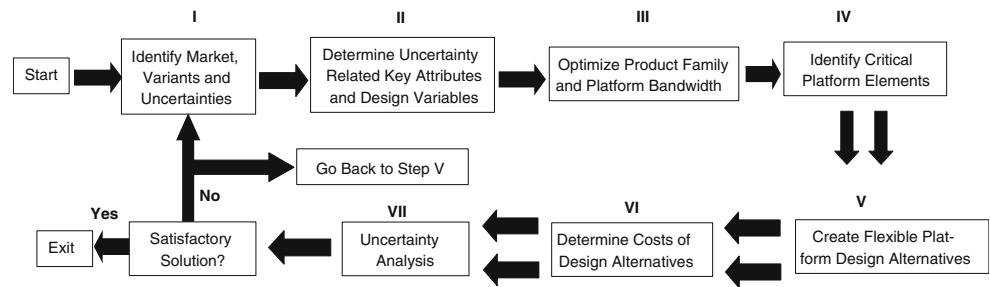 I
II
III
IV
Start
Identify Market,
Variants and
Uncertainties
Determine Uncertainty
Related Key Attributes
and Design Variables
Optimize Product Family
and Platform Bandwidth
Identify Critical
Platform Elements
Go Back to Step V
No
Yes
VII
VI
V
Exit
Satisfactory
Solution?
Uncertainty
Analysis
Determine Costs of
Design Alternatives
Create Flexible Plat-
form Design Alternatives